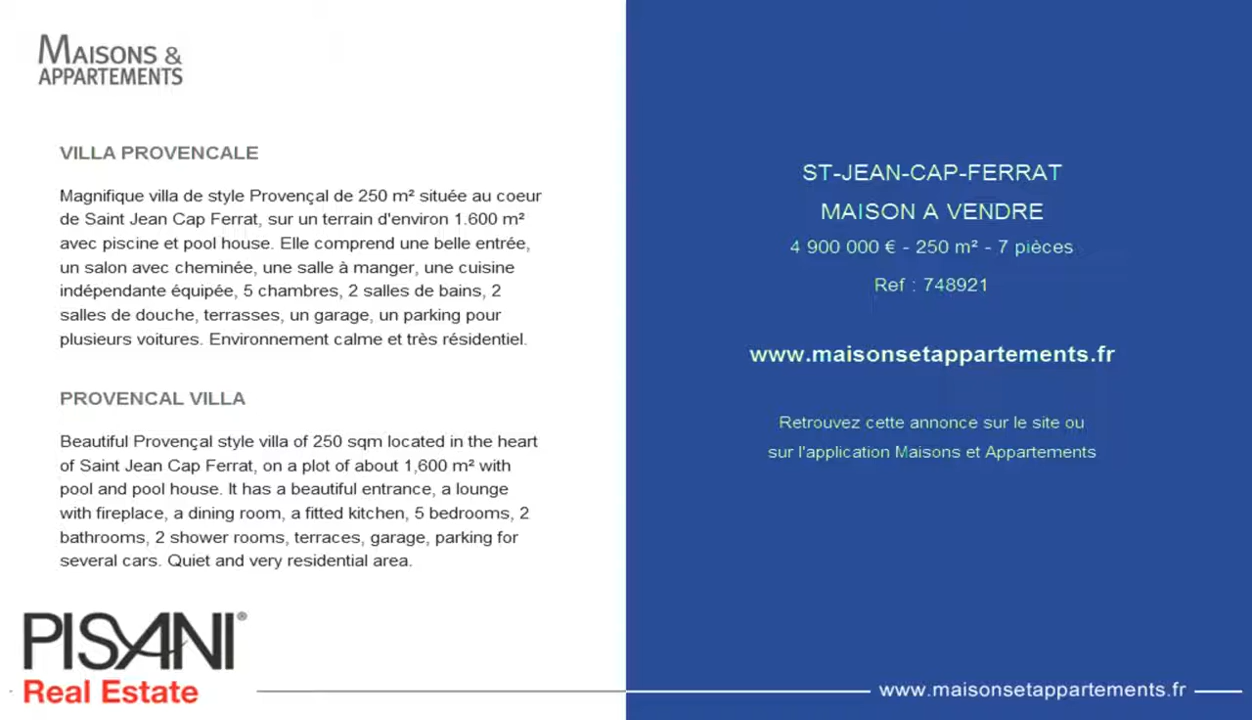 MAISONS &
APPARTEMENTS
VILLA PROVENCALE
Magnifique villa de style Provençal de 250 m² située au coeur
de Saint Jean Cap Ferrat, sur un terrain d'environ 1.600 m²
avec piscine et pool house. Elle comprend une belle entrée,
un salon avec cheminée, une salle à manger, une cuisine
indépendante équipée, 5 chambres, 2 salles de bains, 2
salles de douche, terrasses, un garage, un parking pour
plusieurs voitures. Environnement calme et très résidentiel.
PROVENCAL VILLA
Beautiful Provençal style villa of 250 sqm located in the heart
of Saint Jean Cap Ferrat, on a plot of about 1,600 m² with
pool and pool house. It has a beautiful entrance, a lounge
with fireplace, a dining room, a fitted kitchen, 5 bedrooms, 2
bathrooms, 2 shower rooms, terraces, garage, parking for
several cars. Quiet and very residential area.
PISANI®
Real Estate
ST-JEAN-CAP-FERRAT
MAISON A VENDRE
4 900 000 € - 250 m² - 7 pièces
Ref : 748921
www.maisonsetappartements.fr
Retrouvez cette annonce sur le site ou
sur l'application Maisons et Appartements
www.maisonsetappartements.fr